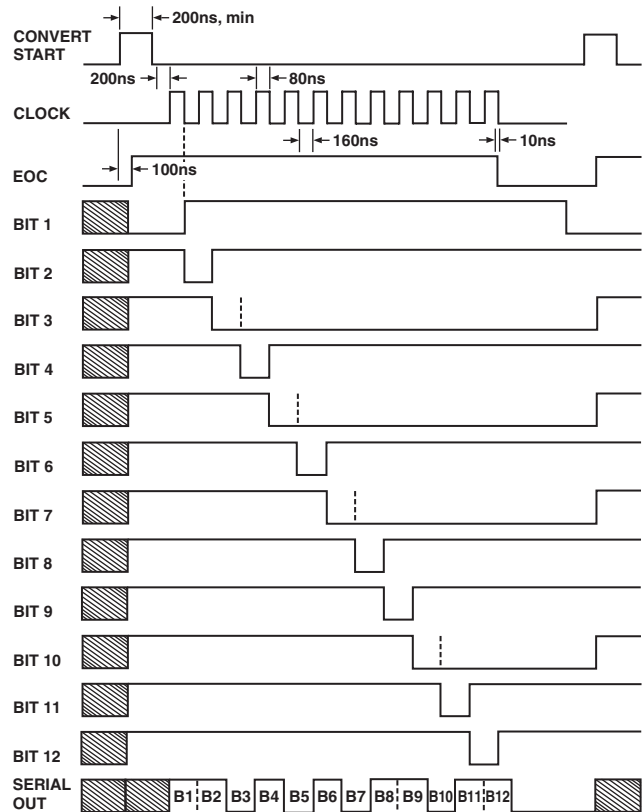 200ns, min
CONVERT
START
200ns
80ns
CLOCK
160ns
10ns
EOC
100ns
BIT 1
BIT 2
BIT 3
BIT 4
BIT 5
BIT 6
BIT 7
BIT 8
BIT 9
BIT 10
BIT 11
BIT 12
SERIAL
OUT
B1 B2 B3 B4 B5 B6 B7 B8 B9 B10 B11 B12